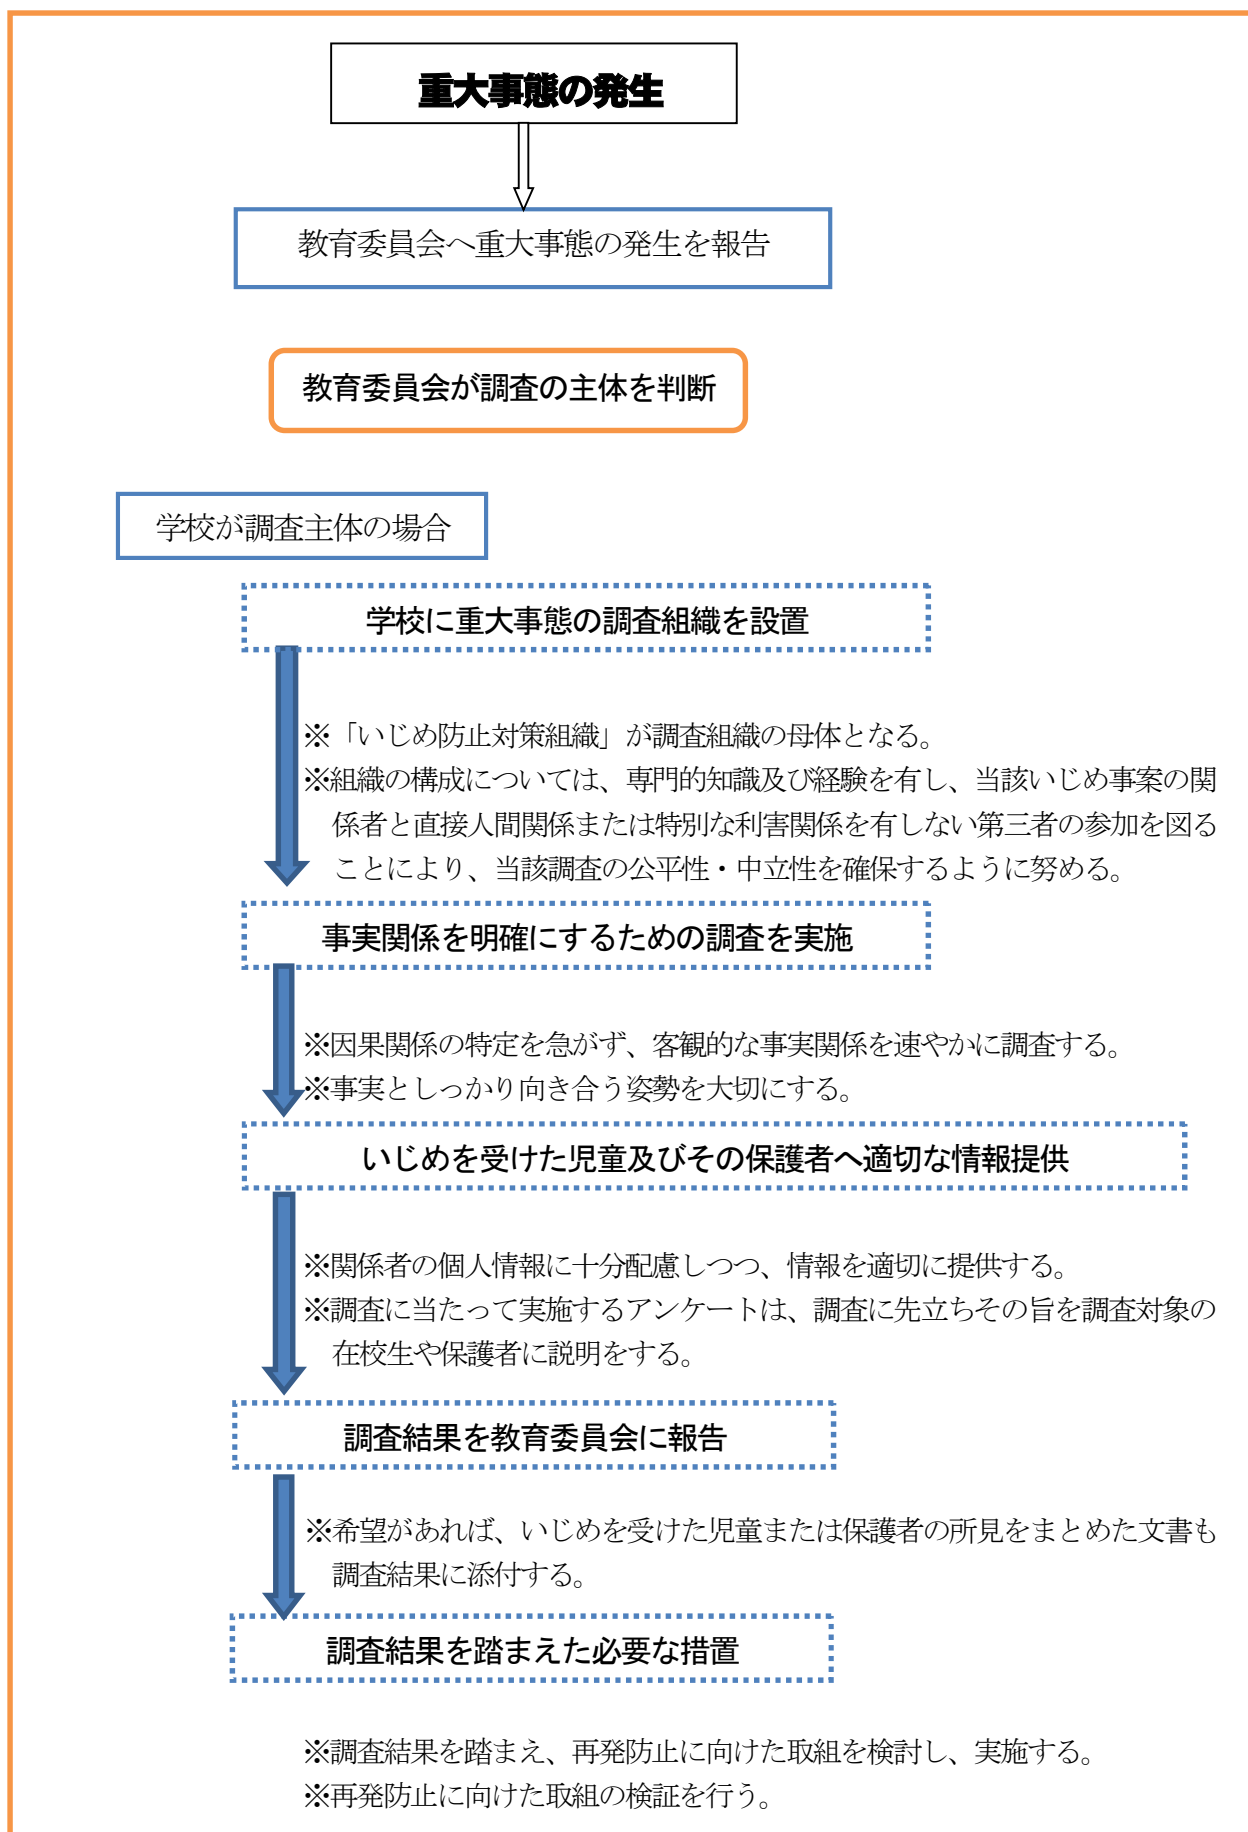 重大事態の発生
教育委員会へ重大事態の発生を報告
教育委員会が調査の主体を判断
学校が調査主体の場合
学校に重大事態の調査組織を設置
※「いじめ防止対策組織」が調査組織の母体となる。
※組織の構成については、専門的知識及び経験を有し、当該いじめ事案の関
係者と直接人間関係または特別な利害関係を有しない第三者の参加を図る
ことにより、当該調査の公平性・中立性を確保するように努める。
事実関係を明確にするための調査を実施
※因果関係の特定を急がず、客観的な事実関係を速やかに調査する。
※事実としっかり向き合う姿勢を大切にする。
いじめを受けた児童及びその保護者へ適切な情報提供
※関係者の個人情報に十分配慮しつつ、情報を適切に提供する。
※調査に当たって実施するアンケートは、調査に先立ちその旨を調査対象の
在校生や保護者に説明をする。
調査結果を教育委員会に報告
※希望があれば、いじめを受けた児童または保護者の所見をまとめた文書も
調査結果に添付する。
調査結果を踏まえた必要な措置
※調査結果を踏まえ、再発防止に向けた取組を検討し、実施する。
※再発防止に向けた取組の検証を行う。